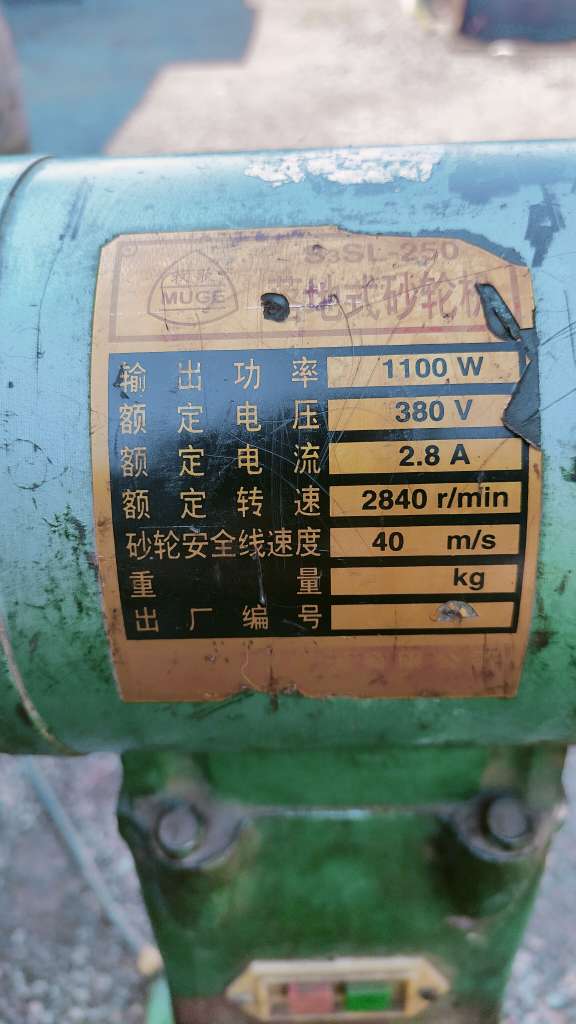 S3SL-250
MUGE
落地式砂轮机
输出功率 1100 W
额定电压 380 V
额定电流 2.8 A
额定转速 2840 r/min
砂轮安全线速度 40 m/s
重量 kg
出厂编号